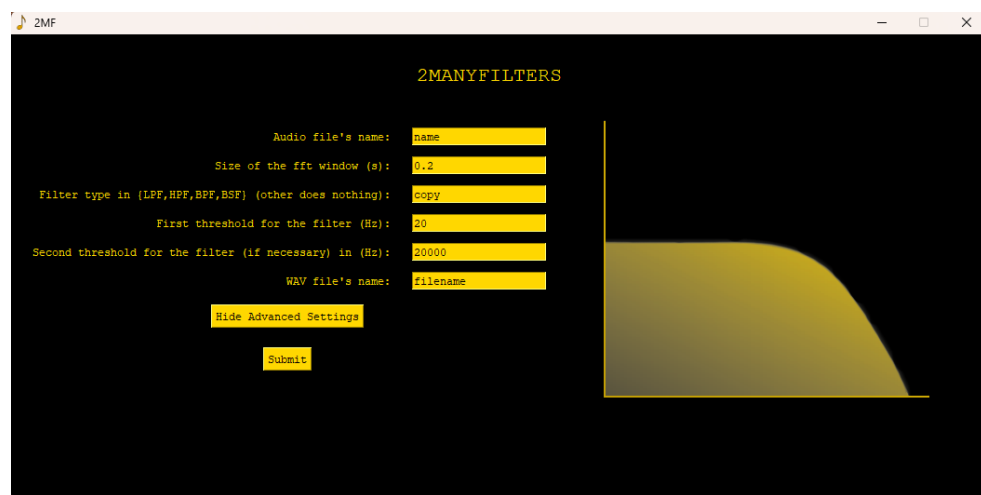 2MF
2MANYFILTERS
Audio file's name: name
Size of the fft window (s): 0.2
Filter type in {LPF,HPF,BPF,BSF} (other does nothing): copy
First threshold for the filter (Hz): 20
Second threshold for the filter (if necessary) in (Hz): 20000
WAV file's name: filename
Hide Advanced Settings
Submit